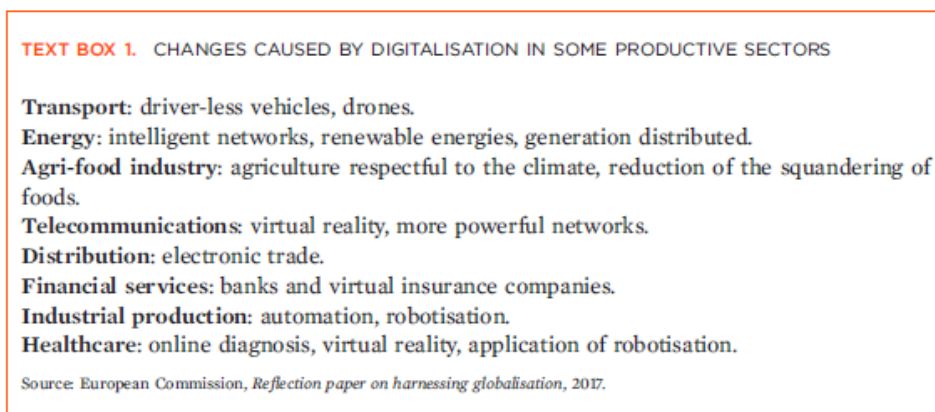 TEXT BOX 1. CHANGES CAUSED BY DIGITALISATION IN SOME PRODUCTIVE SECTORS
Transport: driver-less vehicles, drones.
Energy: intelligent networks, renewable energies, generation distributed.
Agri-food industry: agriculture respectful to the climate, reduction of the squandering of
foods.
Telecommunications: virtual reality, more powerful networks.
Distribution: electronic trade.
Financial services: banks and virtual insurance companies.
Industrial production: automation, robotisation.
Healthcare: online diagnosis, virtual reality, application of robotisation.
Source: European Commission, Reflection paper on harnessing globalisation, 2017.